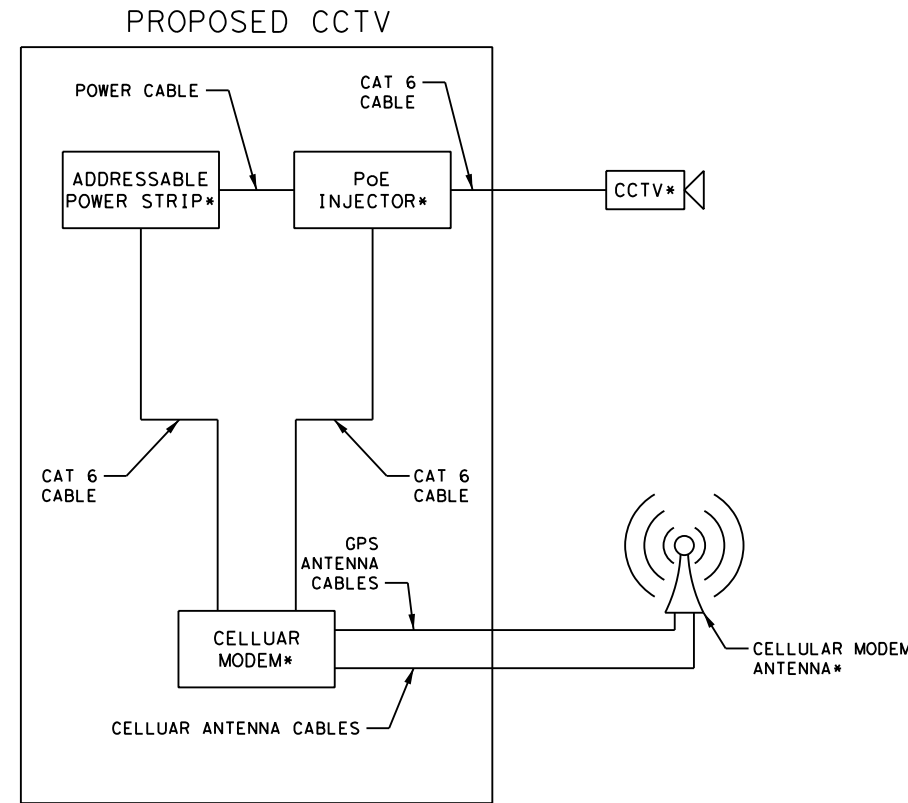 PROPOSED CCTV
POWER CABLE
CAT 6
CABLE
ADDRESSABLE
POWER STRIP*
PoE
INJECTOR*
CCTV*
CAT 6
CABLE
CAT 6
CABLE
GPS
ANTENNA
CABLES
CELLUAR
MODEM*
CELLULAR MODEM
ANTENNA*
CELLUAR ANTENNA CABLES